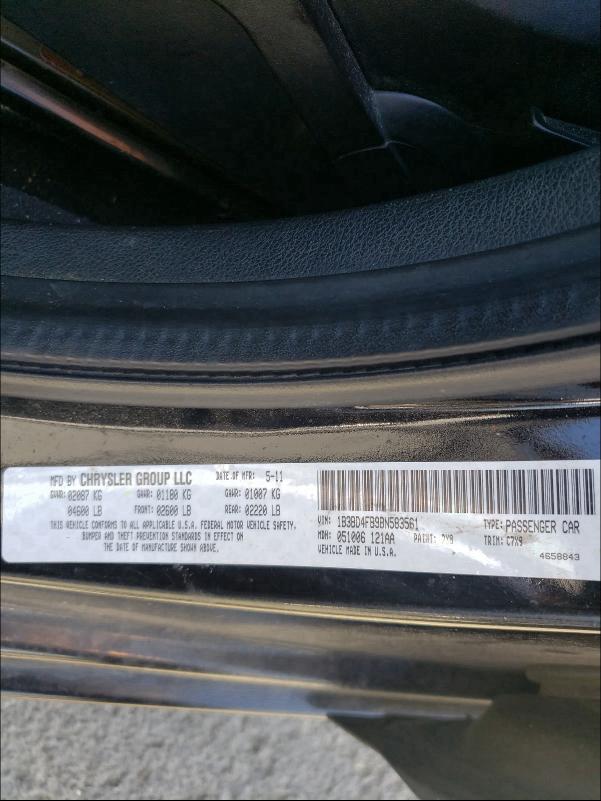 MFD BY CHRYSLER GROUP LLC DATE OF MFR: 5-11
GVWR: 02087 KG GAWR: 01180 KG GAWR: 01007 KG
04600 LB FRONT: 02600 LB REAR: 02220 LB
THIS VEHICLE CONFORMS TO ALL APPLICABLE U.S.A. FEDERAL MOTOR VEHICLE SAFETY,
BUMPER AND THEFT PREVENTION STANDARDS IN EFFECT ON
THE DATE OF MANUFACTURE SHOWN ABOVE.
VIN: 1B3BD4FB9BN583561 TYPE: PASSENGER CAR
MDH: 051006 121AA PAINT: TRIM: C7X9
VEHICLE MADE IN U.S.A. 4658843